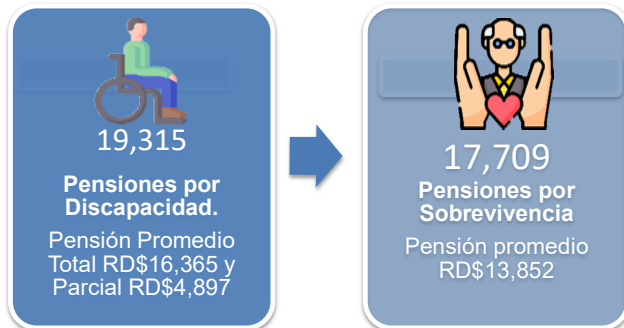 19,315
Pensiones por
Discapacidad.
Pensión Promedio
Total RD$16,365 y
Parcial RD$4,897
17,709
Pensiones por
Sobrevivencia
Pensión promedio
RD$13,852